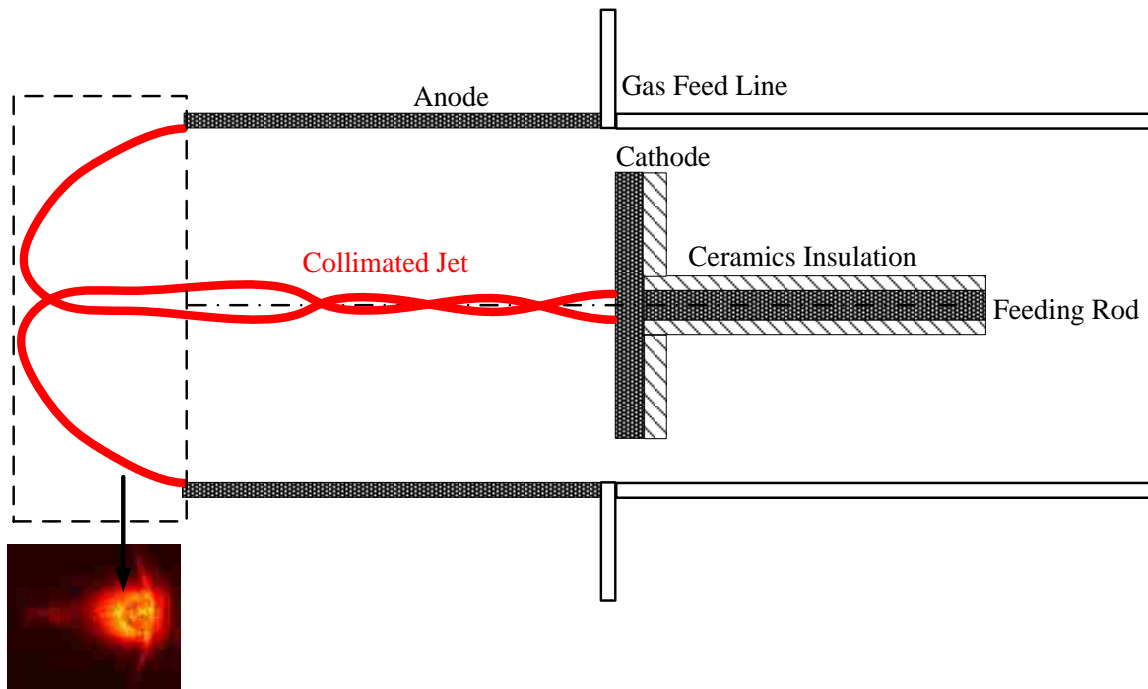 Anode
Gas Feed Line
Cathode
Collimated Jet
Ceramics Insulation
Feeding Rod